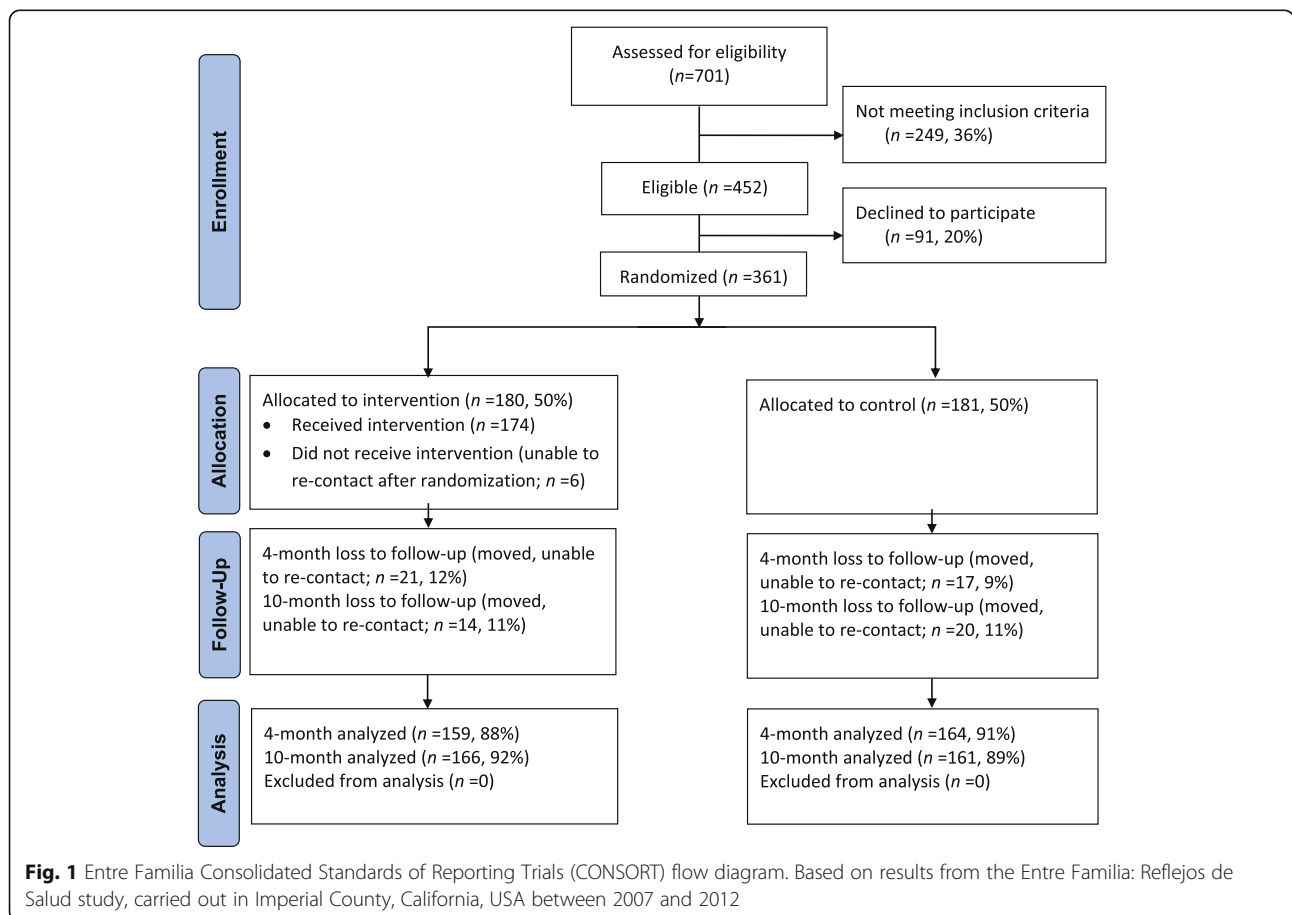 Enrollment
Assessed for eligibility
(n=701)
Not meeting inclusion criteria
(n =249, 36%)
Eligible (n =452)
Declined to participate
(n =91, 20%)
Randomized (n =361)
Allocation
Allocated to intervention (n =180, 50%)
• Received intervention (n =174)
• Did not receive intervention (unable to
re-contact after randomization; n =6)
Allocated to control (n =181, 50%)
Follow-Up
4-month loss to follow-up (moved, unable
to re-contact; n =21, 12%)
10-month loss to follow-up (moved,
unable to re-contact; n =14, 11%)
4-month loss to follow-up (moved,
unable to re-contact; n =17, 9%)
10-month loss to follow-up (moved,
unable to re-contact; n =20, 11%)
Analysis
4-month analyzed (n =159, 88%)
10-month analyzed (n =166, 92%)
Excluded from analysis (n =0)
4-month analyzed (n =164, 91%)
10-month analyzed (n =161, 89%)
Excluded from analysis (n =0)
Fig. 1 Entre Familia Consolidated Standards of Reporting Trials (CONSORT) flow diagram. Based on results from the Entre Familia: Reflejos de
Salud study, carried out in Imperial County, California, USA between 2007 and 2012